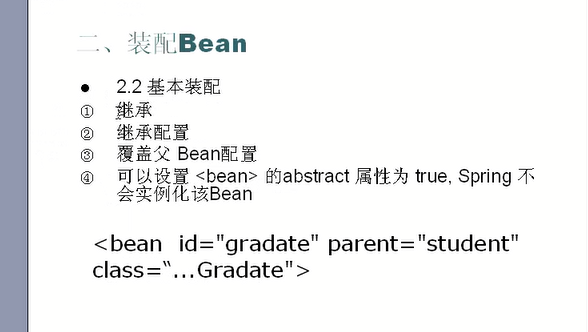 二、装配Bean
● 2.2 基本装配
① 继承
② 继承配置
③ 覆盖父 Bean配置
④ 可以设置 <bean> 的abstract 属性为 true, Spring 不
会实例化该Bean
<bean id="gradate" parent="student"
class=“...Gradate">